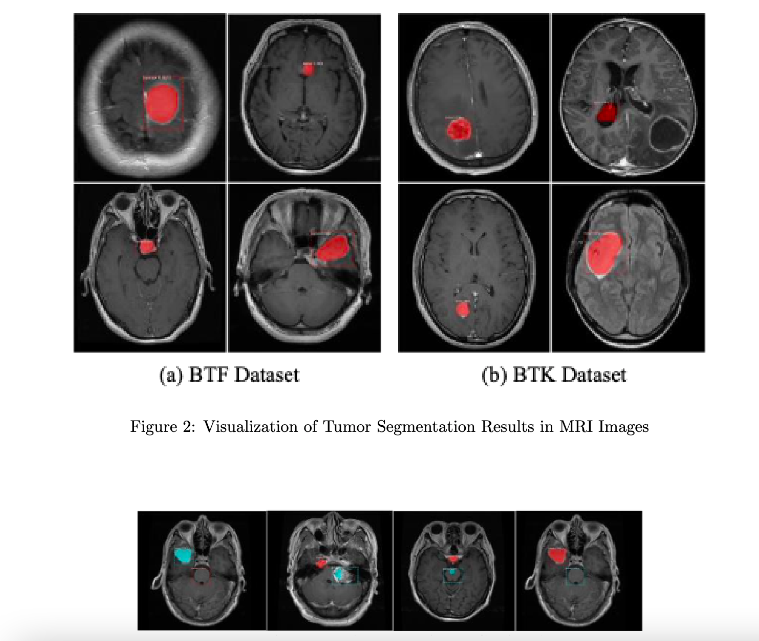 (a) BTF Dataset
(b) BTK Dataset
Figure 2: Visualization of Tumor Segmentation Results in MRI Images